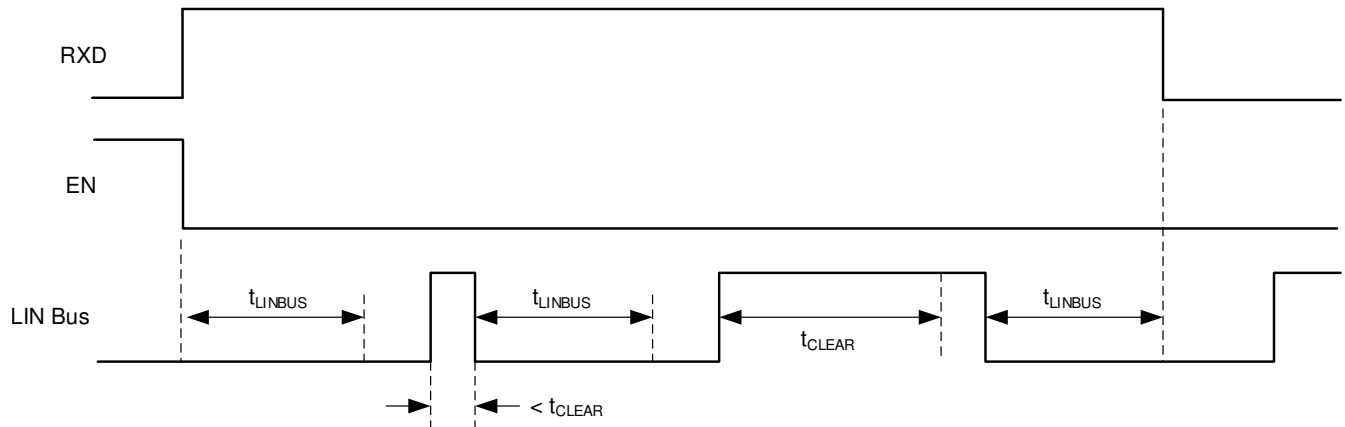 RXD
EN
LIN Bus
tLINBUS
tLINBUS
tCLEAR
tLINBUS
< tCLEAR